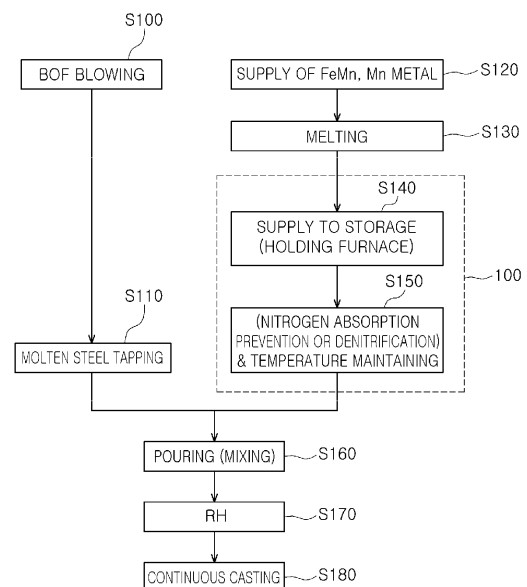 S100
BOF BLOWING
SUPPLY OF FeMn, Mn METAL
S120
MELTING
S130
S140
SUPPLY TO STORAGE
(HOLDING FURNACE)
100
S150
(NITROGEN ABSORPTION
PREVENTION OR DENITRIFICATION)
& TEMPERATURE MAINTAINING
S110
MOLTEN STEEL TAPPING
POURING (MIXING)
S160
RH
S170
CONTINUOUS CASTING
S180